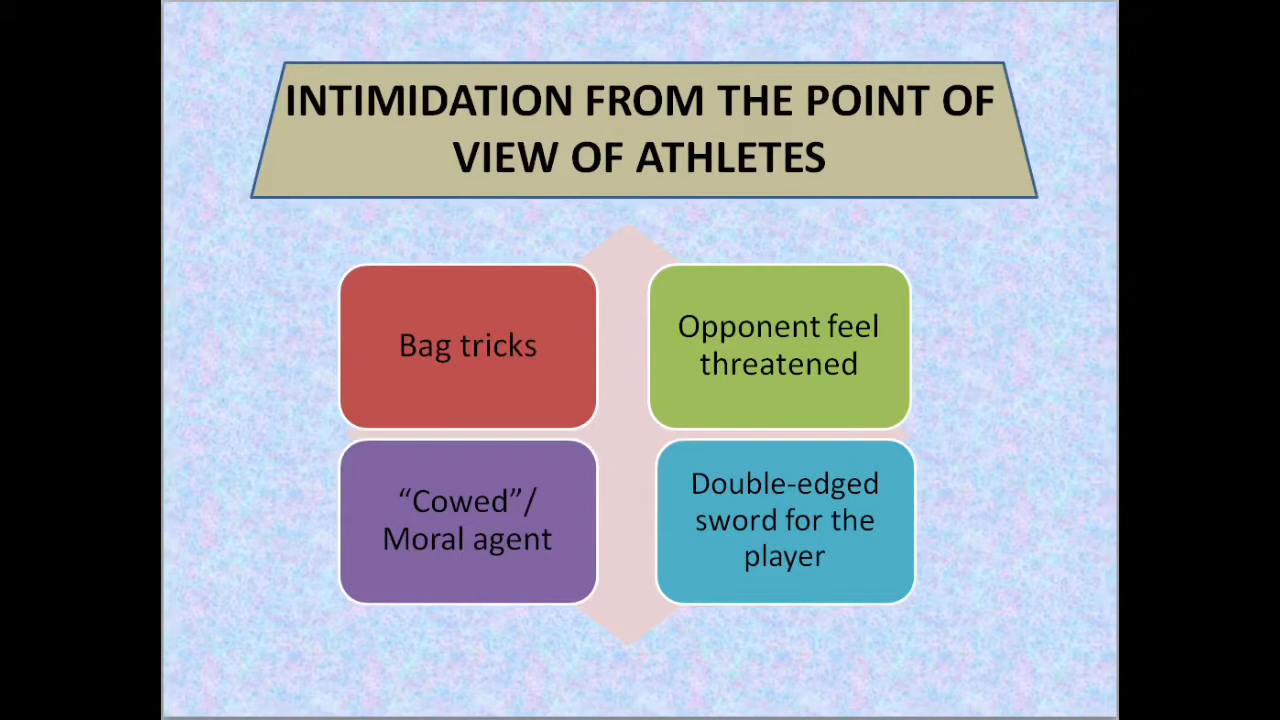 INTIMIDATION FROM THE POINT OF
VIEW OF ATHLETES
Bag tricks
Opponent feel
threatened
“Cowed”/
Moral agent
Double-edged
sword for the
player